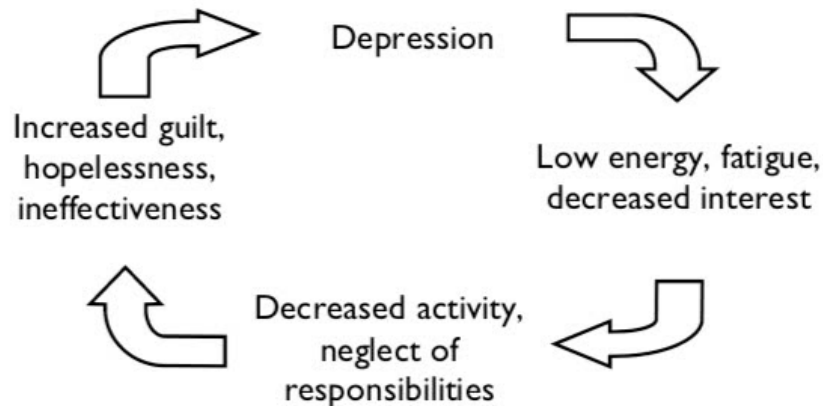 Depression
Low energy, fatigue,
decreased interest
Decreased activity,
neglect of
responsibilities
Increased guilt,
hopelessness,
ineffectiveness